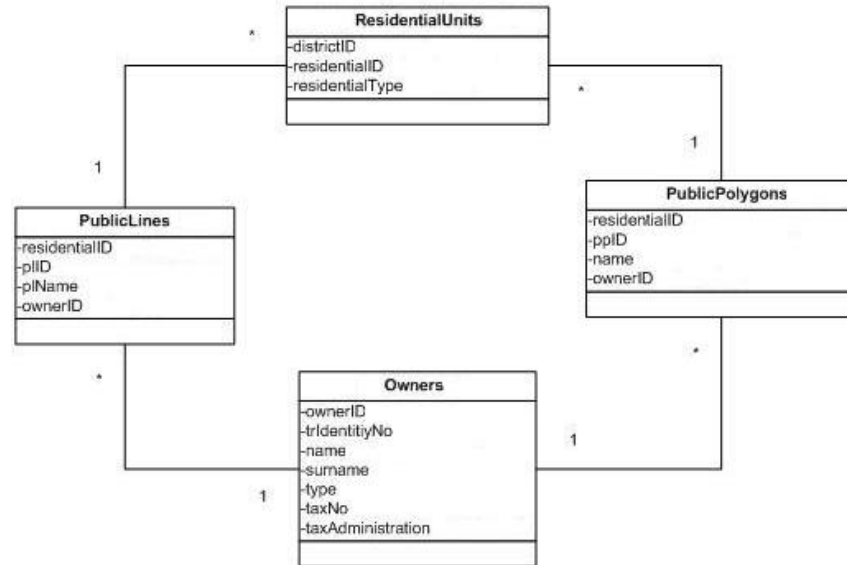 ResidentialUnits
-districtID
-residentialID
-residentialType
*
*
1
1
PublicLines
-residentialID
-plID
-plName
-ownerID
PublicPolygons
-residentialID
-ppID
-name
-ownerID
*
*
Owners
-ownerID
-trIdentitiyNo
-name
-surname
-type
-taxNo
-taxAdministration
1
1